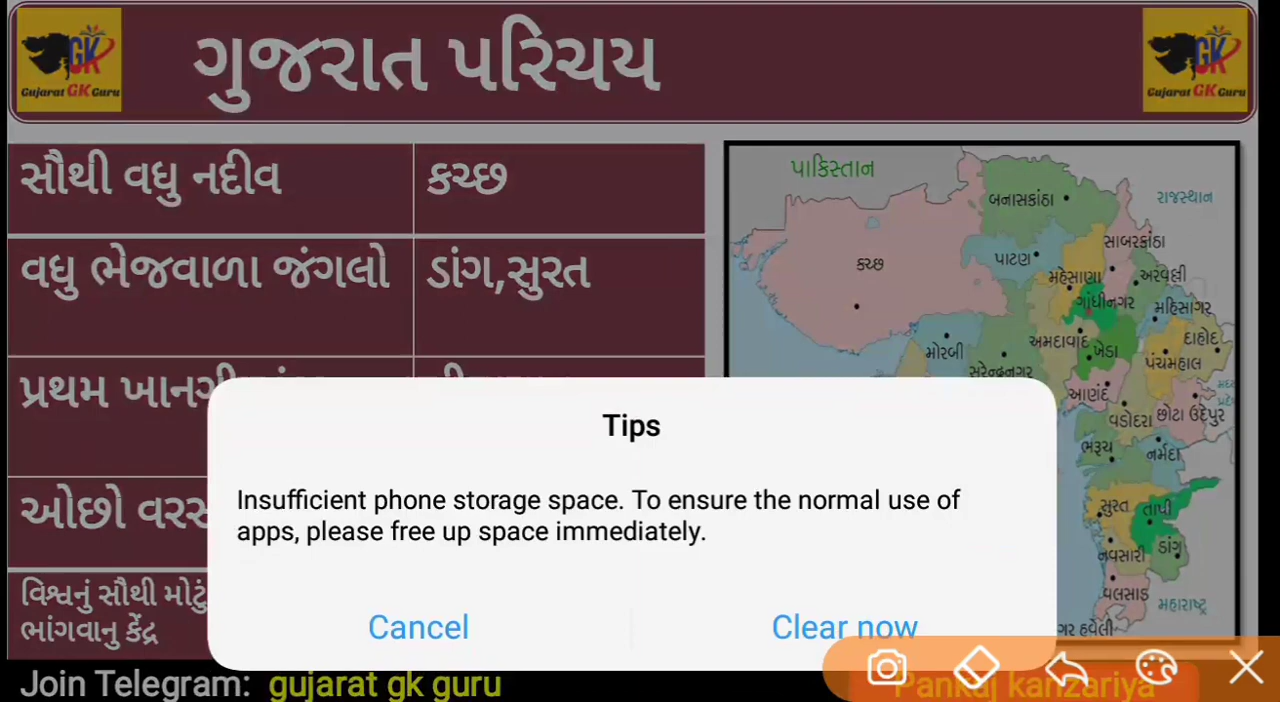 GK
Gujarat GK Guru
ગુજરાત પરિચય
GK
Gujarat GK Guru
સૌથી વધુ નદીવ
કચ્છ
વધુ ભેજવાળા જંગલો
ડાંગ,સુરત
પ્રથમ
ઓછો
વિશ્વનું સૌથી મોટું
ભાંગવાનુ કેંદ્ર
પાકિસ્તાન
બનાસકાંઠા
રાજસ્થાન
પાટણ
સાબરકાંઠા
કચ્છ
મહેસાણા
અરવલ્લી
ગાંધીનગર
મહિસાગર
મોરબી
અમદાવાદ
ખેડા
દાહોદ
સુરેન્દ્રનગર
પંચમહાલ
આણંદ
વડોદરા
છોટા ઉદેપુર
ભરૂચ
નર્મદા
સુરત
તાપી
નવસારી
ડાંગ
વલસાડ
મહારાષ્ટ્ર
હવેલી
Tips
Insufficient phone storage space. To ensure the normal use of
apps, please free up space immediately.
Cancel
Clear now
Join Telegram: gujarat gk guru
Pankaj kanzariya